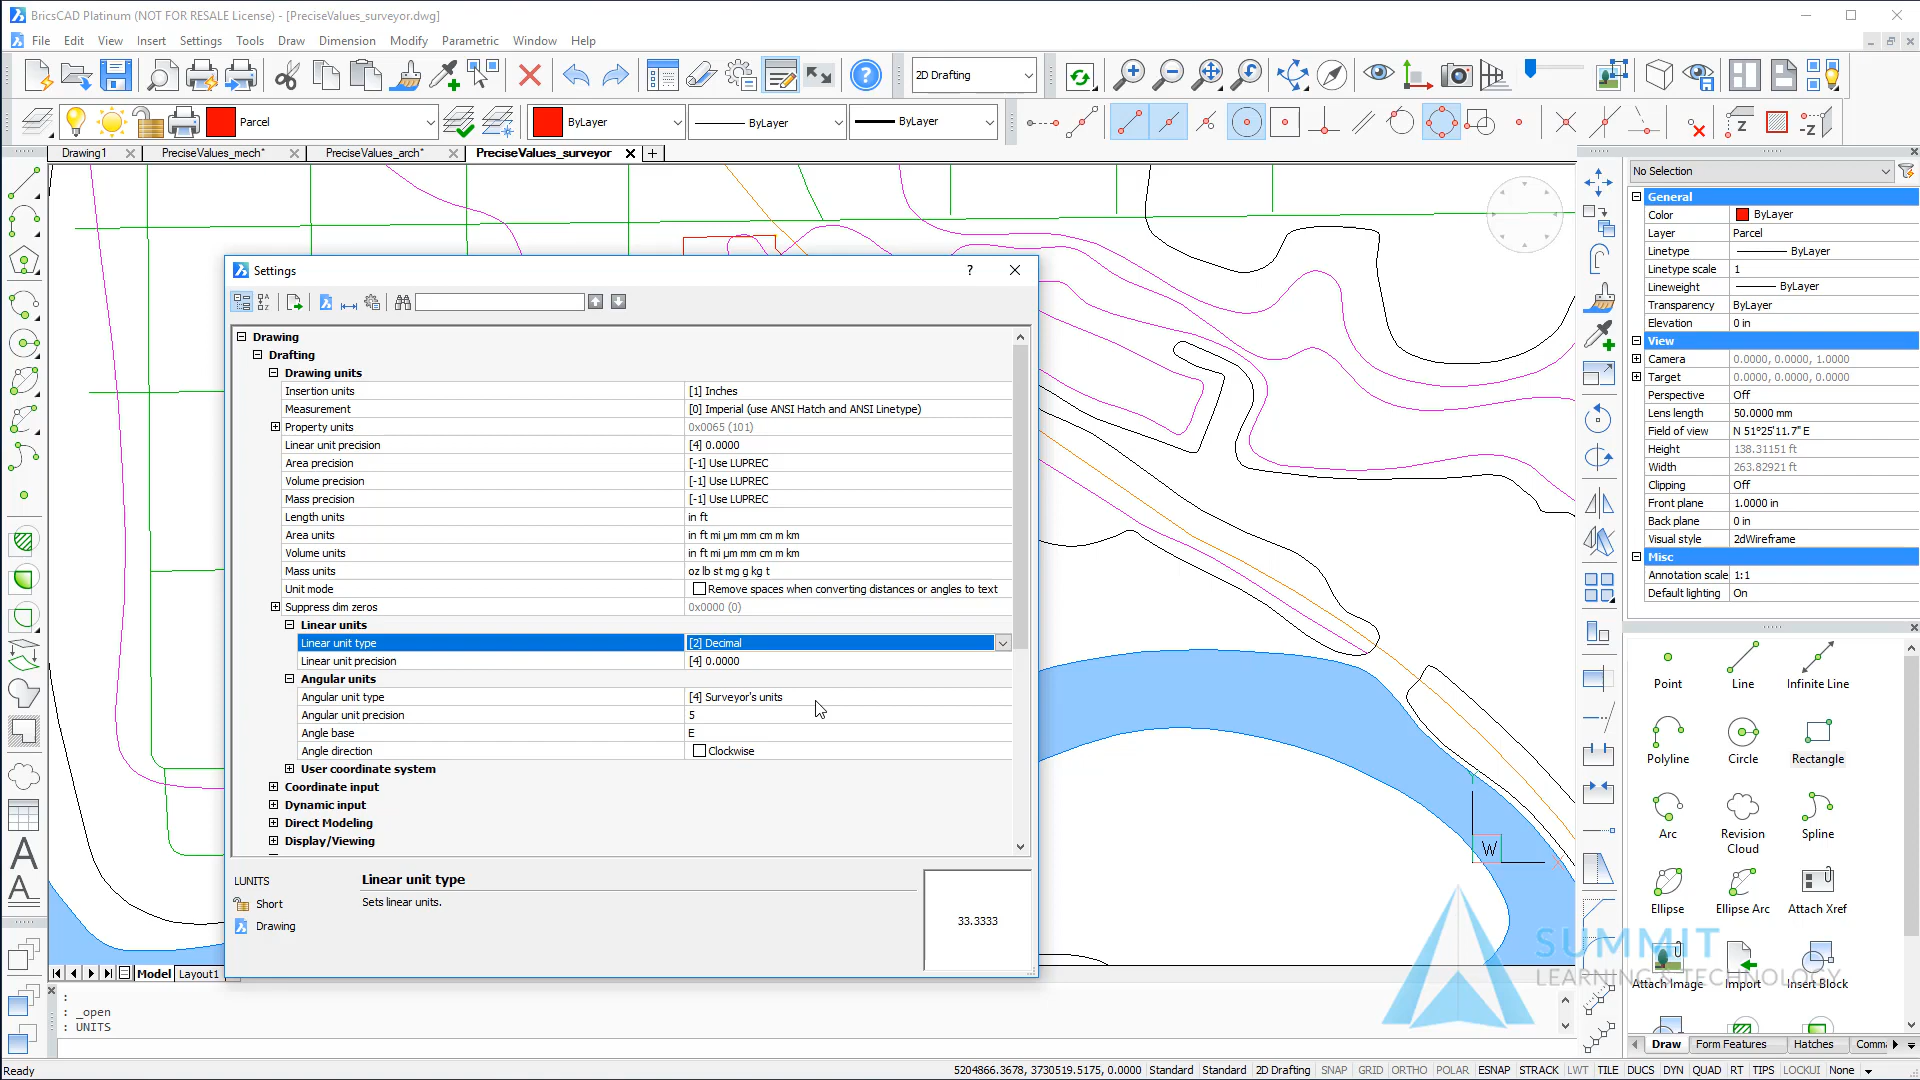 BricsCAD Platinum (NOT FOR RESALE License) - [PreciseValues_surveyor.dwg]
File Edit View Insert Settings Tools Draw Dimension Modify Parametric Window Help
2D Drafting
Parcel ByLayer ByLayer ByLayer
Drawing1 PreciseValues_mech* PreciseValues_arch* PreciseValues_surveyor
No Selection
General
Color ByLayer
Layer Parcel
Linetype ByLayer
Linetype scale 1
Lineweight ByLayer
Transparency ByLayer
Elevation 0 in
View
Camera 0.0000, 0.0000, 1.0000
Target 0.0000, 0.0000, 0.0000
Perspective Off
Lens length 50.0000 mm
Field of view N 51°25'11.7" E
Height 138.31151 ft
Width 263.82921 ft
Clipping Off
Front plane 1.0000 in
Back plane 0 in
Visual style 2dWireframe
Misc
Annotation scale 1:1
Default lighting On
Settings
Drawing
Drafting
Drawing units
Insertion units [1] Inches
Measurement [0] Imperial (use ANSI Hatch and ANSI Linetype)
Property units 0x0065 (101)
Linear unit precision [4] 0.0000
Area precision [-1] Use LUPREC
Volume precision [-1] Use LUPREC
Mass precision [-1] Use LUPREC
Length units in ft
Area units in ft mi µm mm cm m km
Volume units in ft mi µm mm cm m km
Mass units oz lb st mg g kg t
Unit mode Remove spaces when converting distances or angles to text
Suppress dim zeros 0x0000 (0)
Linear units
Linear unit type [2] Decimal
Linear unit precision [4] 0.0000
Angular units
Angular unit type [4] Surveyor's units
Angular unit precision 5
Angle base E
Angle direction Clockwise
User coordinate system
Coordinate input
Dynamic input
Direct Modeling
Display/Viewing
LUNITS Linear unit type
Short Sets linear units.
Drawing
33.3333
W
Point Line Infinite Line
Polyline Circle Rectangle
Arc Revision Cloud Spline
Ellipse Ellipse Arc Attach Xref
Attach Image Import Insert Block
SUMMIT
LEARNING & TECHNOLOGY
Draw Form Features Hatches Comma
Model Layout1
:
: _open
: UNITS
Ready 5204866.3678, 3730519.5175, 0.0000 Standard Standard 2D Drafting SNAP GRID ORTHO POLAR ESNAP STRACK LWT TILE DUCS DYN QUAD RT TIPS LOCKUI None